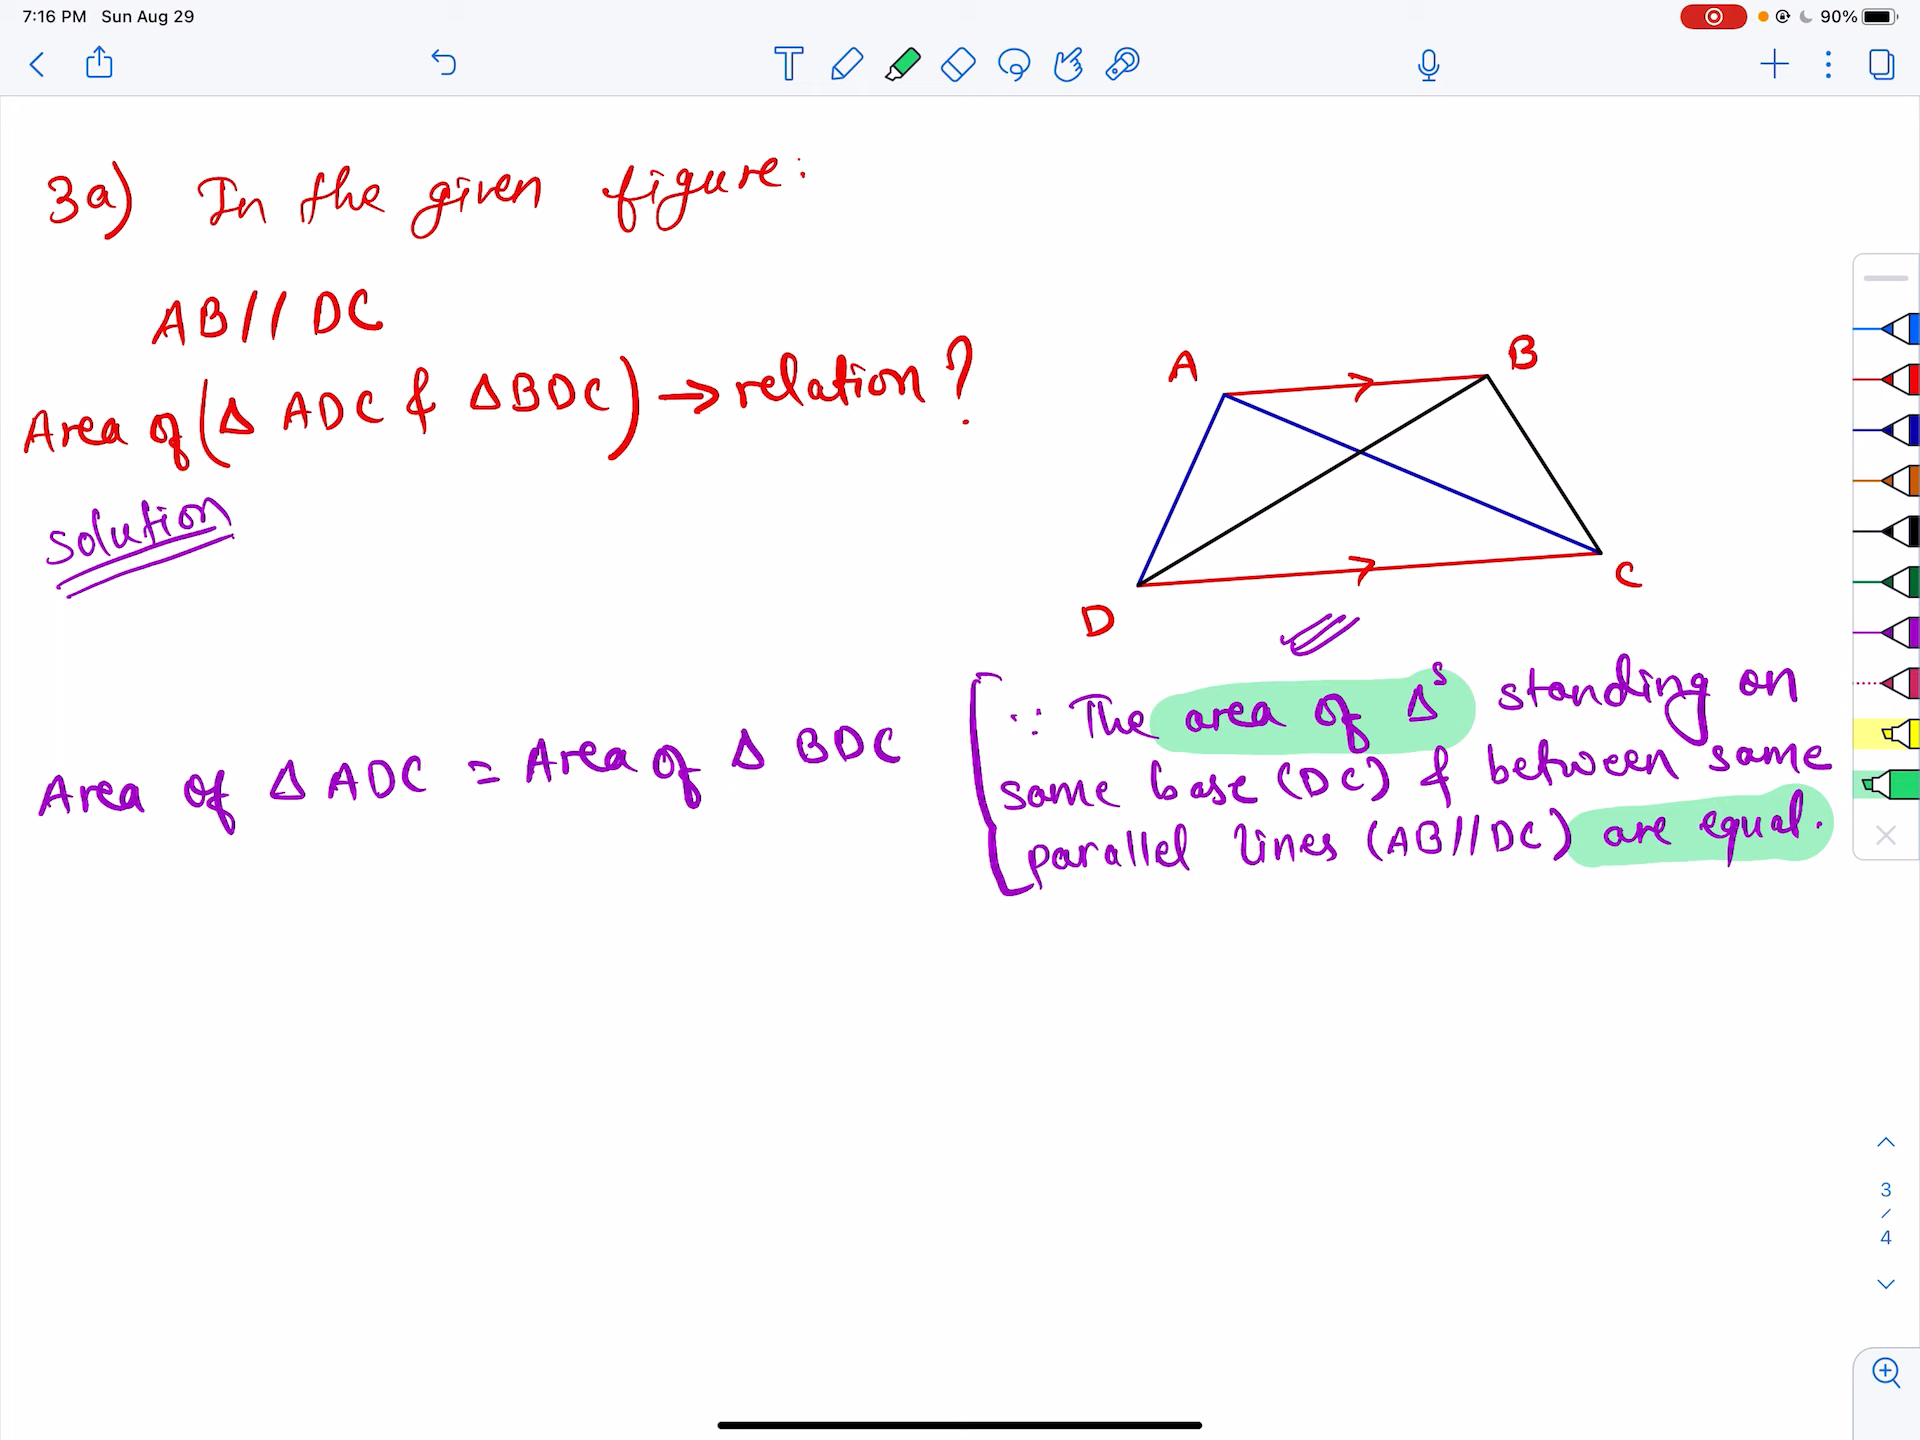 7:16 PM Sun Aug 29
90%
3a) In the given figure:
AB // DC
Area of (Δ ADC & ΔBDC) → relation ?
Solution
A
B
C
D
Area of Δ ADC = Area of Δ BDC
∵ The area of Δˢ standing on
same base (DC) & between same
parallel lines (AB//DC) are equal.
3
/
4